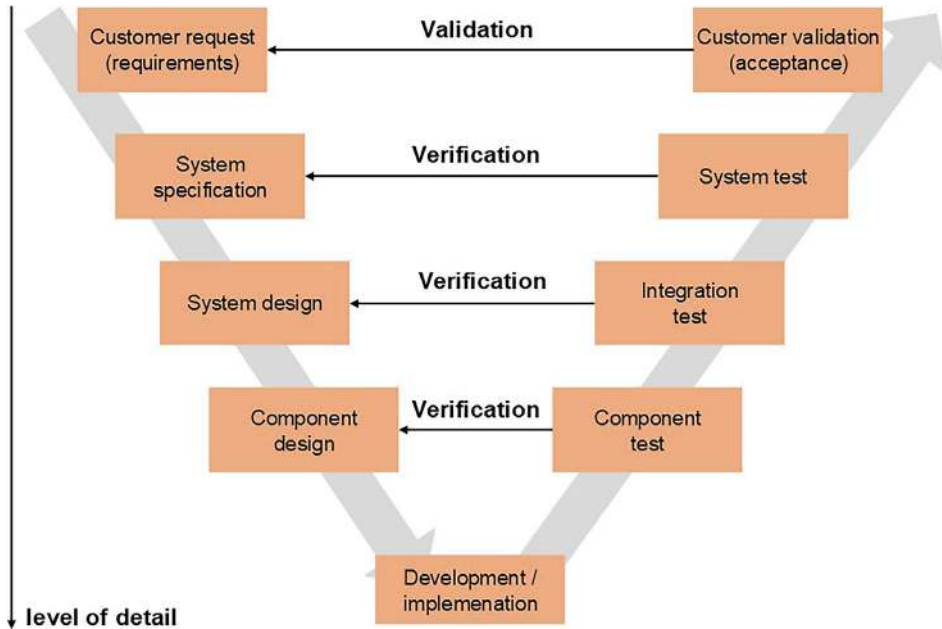 Customer request
(requirements)
Validation
Customer validation
(acceptance)
System
specification
Verification
System test
System design
Verification
Integration
test
Component
design
Verification
Component
test
Development /
implemenation
level of detail